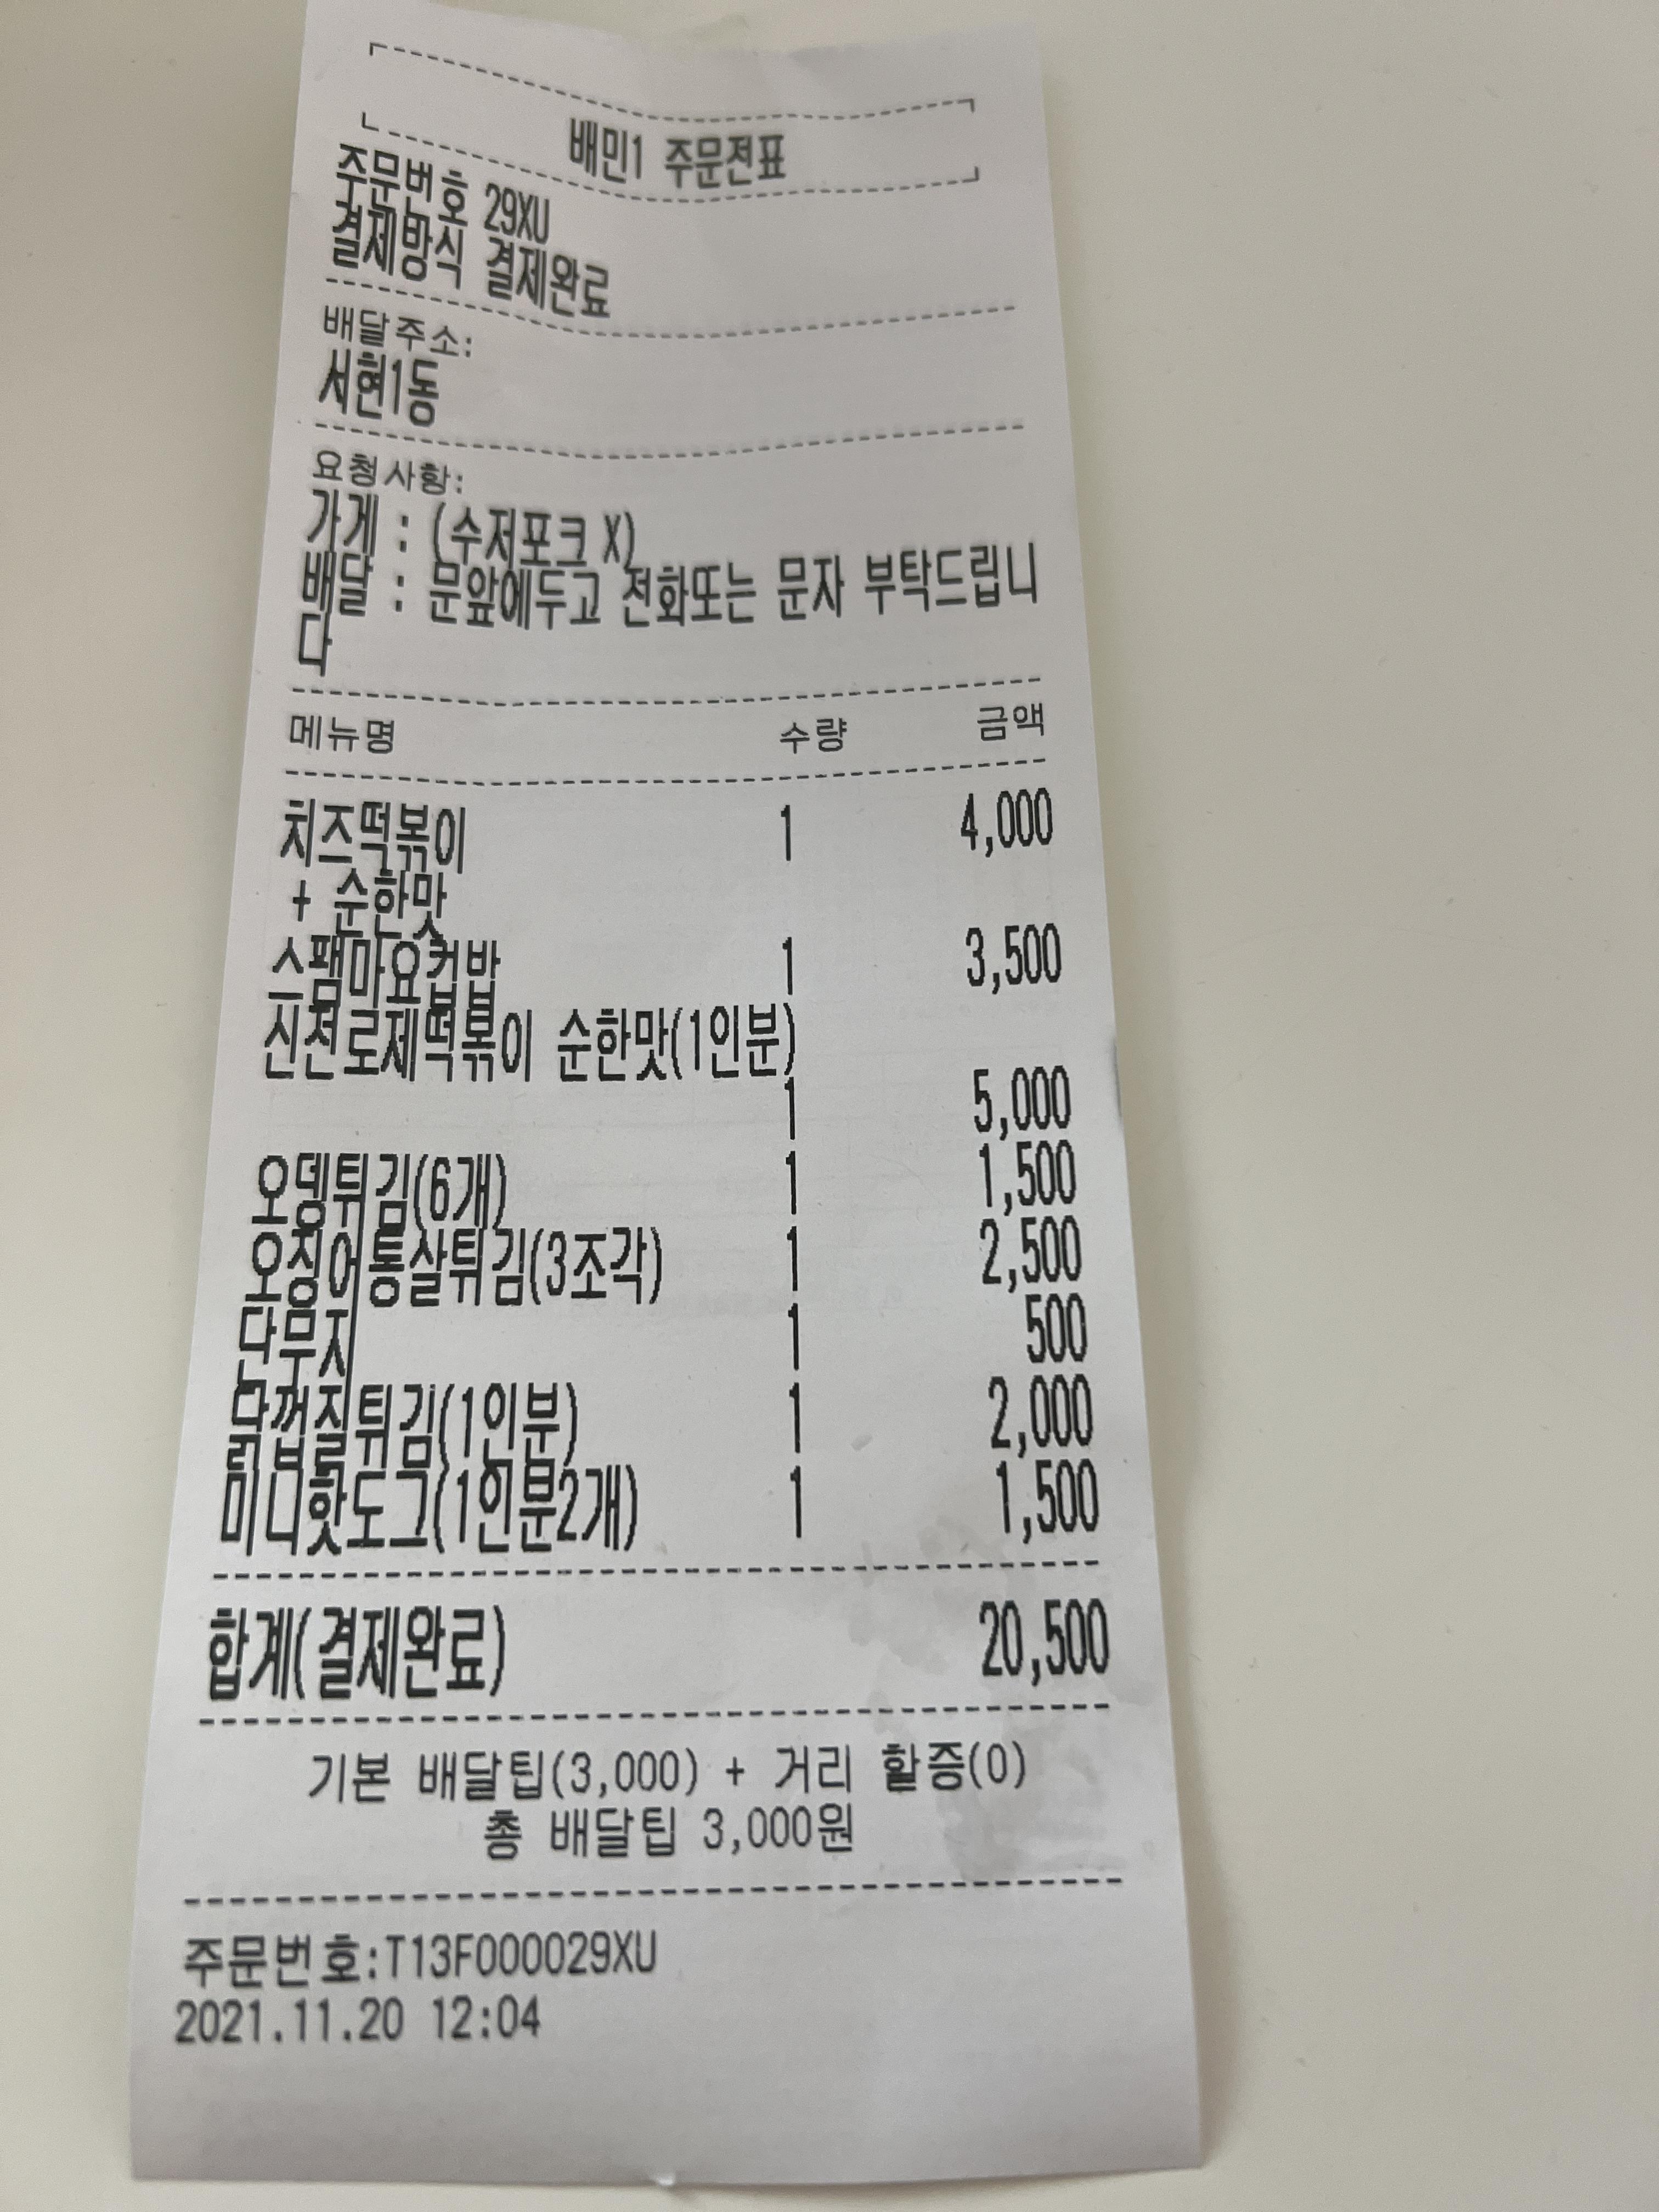 배민1 주문전표
주문번호 29XU
결제방식 결제완료
배달주소:
서현1동
요청사항:
가게 : (수저포크 X)
배달 : 문앞에두고 전화또는 문자 부탁드립니
다
메뉴명 수량 금액
치즈떡볶이 1 4,000
+ 순한맛
스팸마요컵밥 1 3,500
신전로제떡볶이 순한맛(1인분)
1 5,000
오뎅튀김(6개) 1 1,500
오징어통살튀김(3조각) 1 2,500
단무지 1 500
닭껍질튀김(1인분) 1 2,000
미니핫도그(1인분2개) 1 1,500
합계(결제완료) 20,500
기본 배달팁(3,000) + 거리 할증(0)
총 배달팁 3,000원
주문번호:T13F000029XU
2021.11.20 12:04